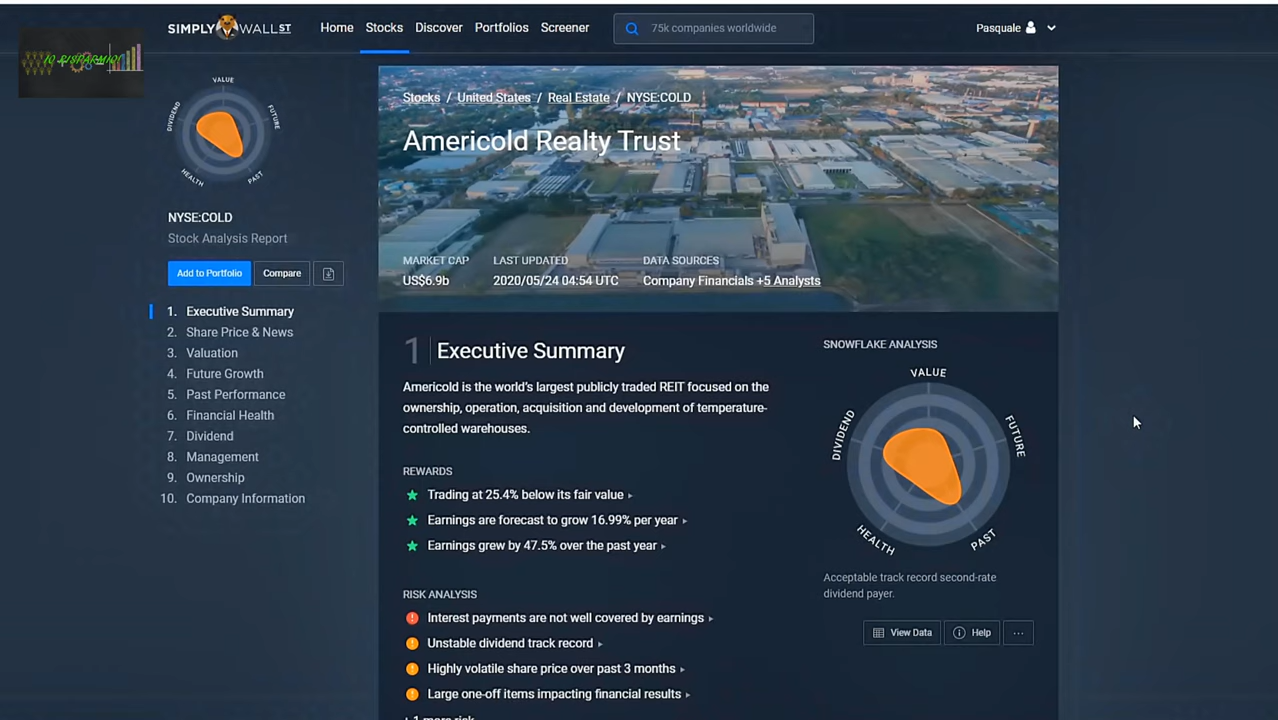 SIMPLY WALL ST
Home Stocks Discover Portfolios Screener
75k companies worldwide
Pasquale
IO RISPARMIO!
VALUE
FUTURE
PAST
HEALTH
DIVIDEND
NYSE:COLD
Stock Analysis Report
Add to Portfolio
Compare
1. Executive Summary
2. Share Price & News
3. Valuation
4. Future Growth
5. Past Performance
6. Financial Health
7. Dividend
8. Management
9. Ownership
10. Company Information
Stocks / United States / Real Estate / NYSE:COLD
Americold Realty Trust
MARKET CAP
US$6.9b
LAST UPDATED
2020/05/24 04:54 UTC
DATA SOURCES
Company Financials +5 Analysts
1 Executive Summary
Americold is the world's largest publicly traded REIT focused on the
ownership, operation, acquisition and development of temperature-
controlled warehouses.
REWARDS
Trading at 25.4% below its fair value
Earnings are forecast to grow 16.99% per year
Earnings grew by 47.5% over the past year
RISK ANALYSIS
Interest payments are not well covered by earnings
Unstable dividend track record
Highly volatile share price over past 3 months
Large one-off items impacting financial results
+ 1 more risk
SNOWFLAKE ANALYSIS
VALUE
FUTURE
PAST
HEALTH
DIVIDEND
Acceptable track record second-rate
dividend payer.
View Data
Help
...